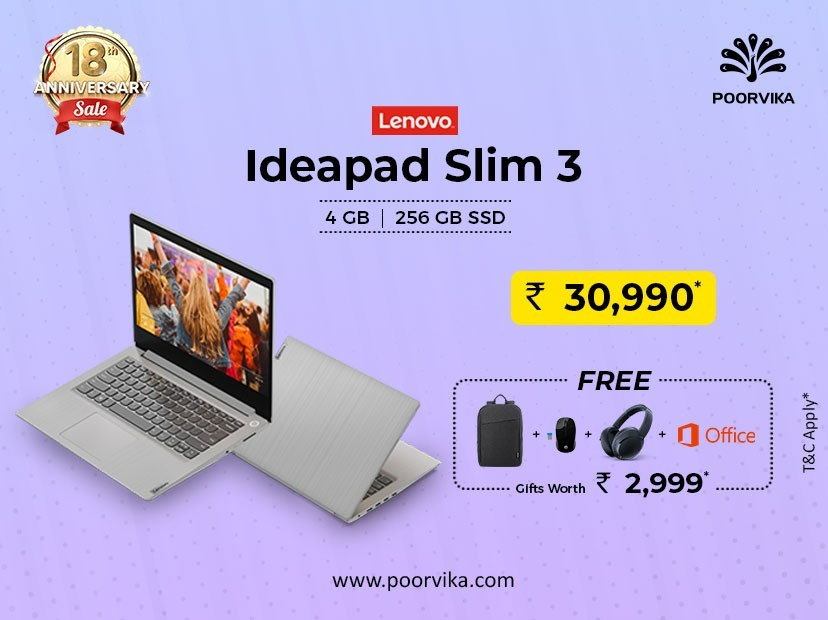 18th
ANNIVERSARY
Sale
POORVIKA
Lenovo
Ideapad Slim 3
4 GB | 256 GB SSD
₹ 30,990*
FREE
+ + + Office
Gifts Worth ₹ 2,999*
T&C Apply*
www.poorvika.com